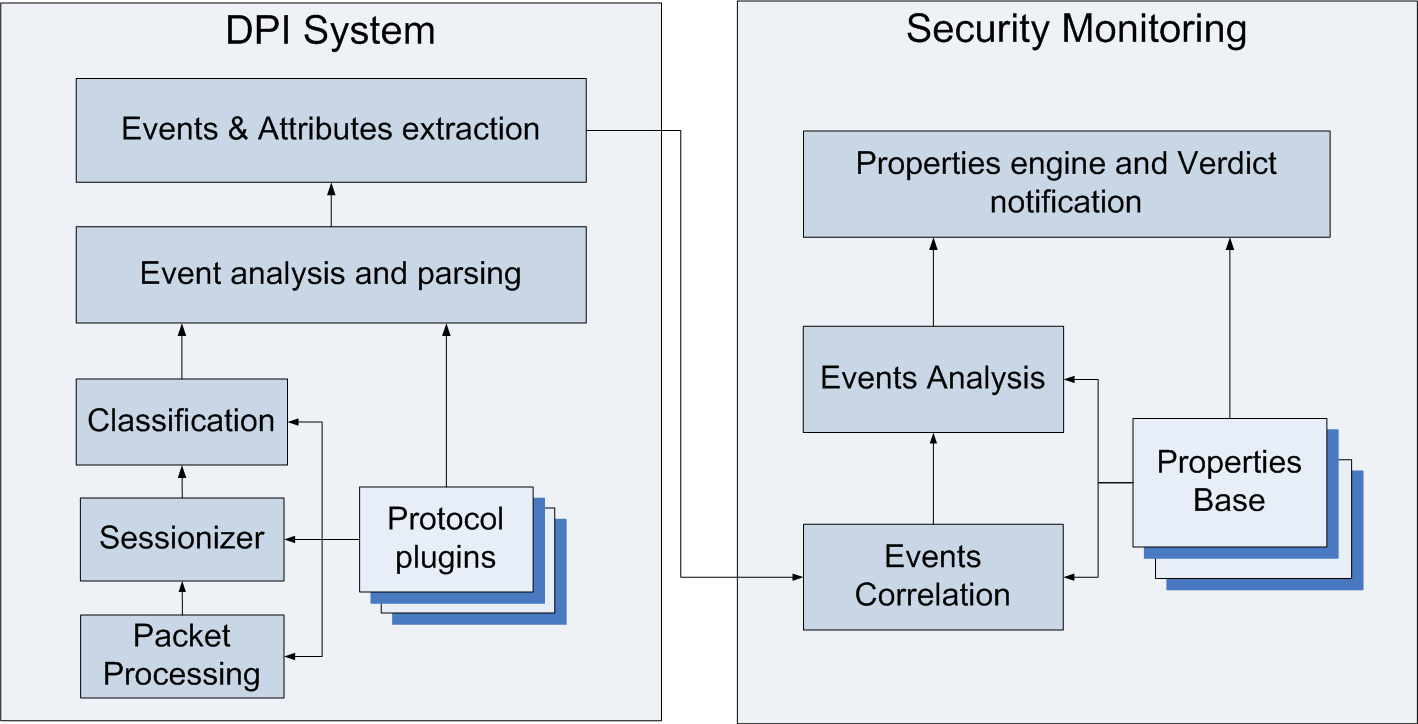 DPI System
Events & Attributes extraction
Event analysis and parsing
Classification
Sessionizer
Packet
Processing
Protocol
plugins
Security Monitoring
Properties engine and Verdict
notification
Events Analysis
Events
Correlation
Properties
Base